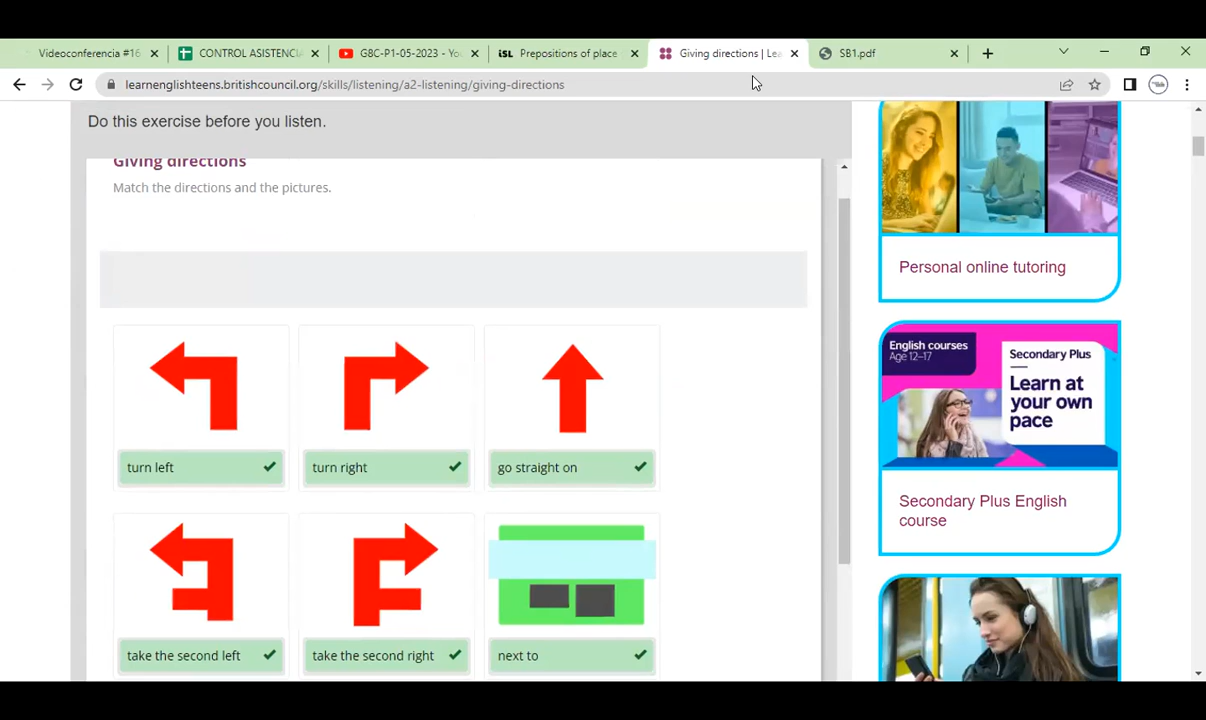 Videoconferencia #16
CONTROL ASISTENCIA
G8C-P1-05-2023 - Yo
iSL Prepositions of place
Giving directions | Lea
SB1.pdf
learnenglishteens.britishcouncil.org/skills/listening/a2-listening/giving-directions
Do this exercise before you listen.
Giving directions
Match the directions and the pictures.
turn left
turn right
go straight on
take the second left
take the second right
next to
Personal online tutoring
English courses
Age 12–17
Secondary Plus
Learn at
your own
pace
Secondary Plus English
course